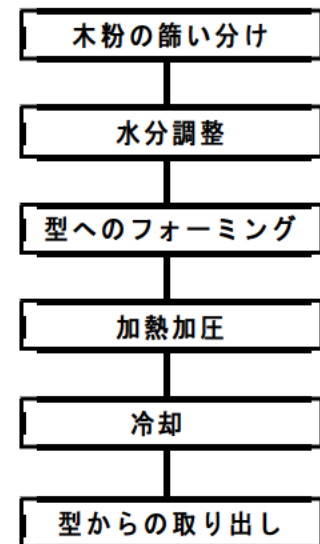 木粉の篩い分け
水分調整
型へのフォーミング
加熱加圧
冷却
型からの取り出し